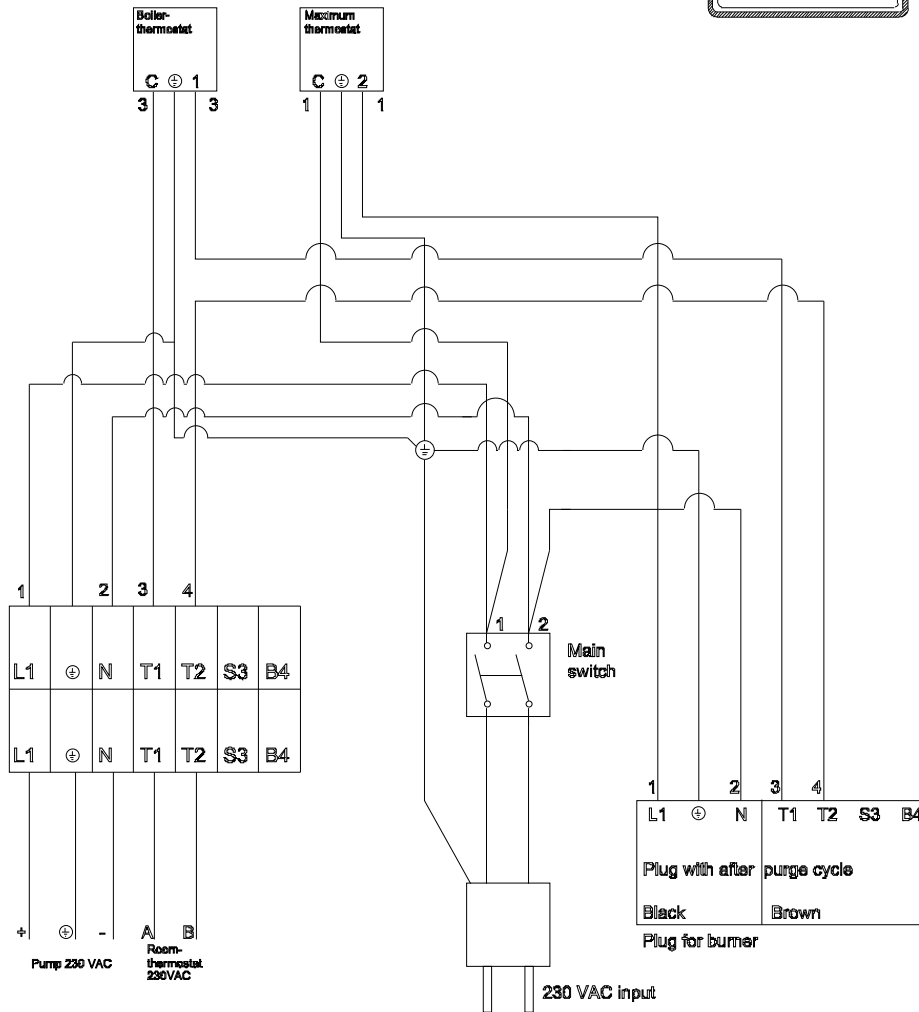 Boiler-
thermostat
Maximum
thermostat
C 1
C 2
3 3
1 1
1 2 3 4
1 2
Main
switch
L1 N T1 T2 S3 B4
L1 N T1 T2 S3 B4
1 2 3 4
L1 N T1 T2 S3 B4
Plug with after purge cycle
Black Brown
Plug for burner
+ - A B
Pump 230 VAC
Room-
thermostat
230VAC
230 VAC input